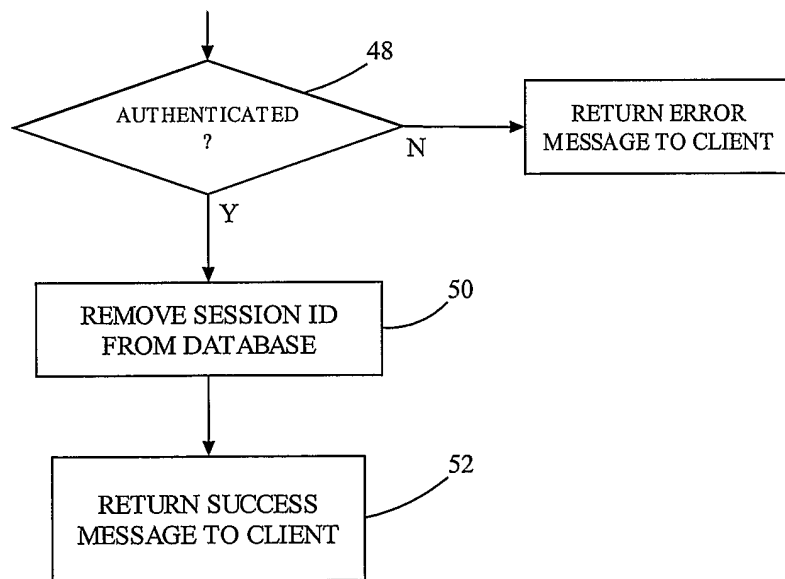 48
AUTHENTICATED
?
N
RETURN ERROR
MESSAGE TO CLIENT
Y
50
REMOVE SESSION ID
FROM DATABASE
52
RETURN SUCCESS
MESSAGE TO CLIENT